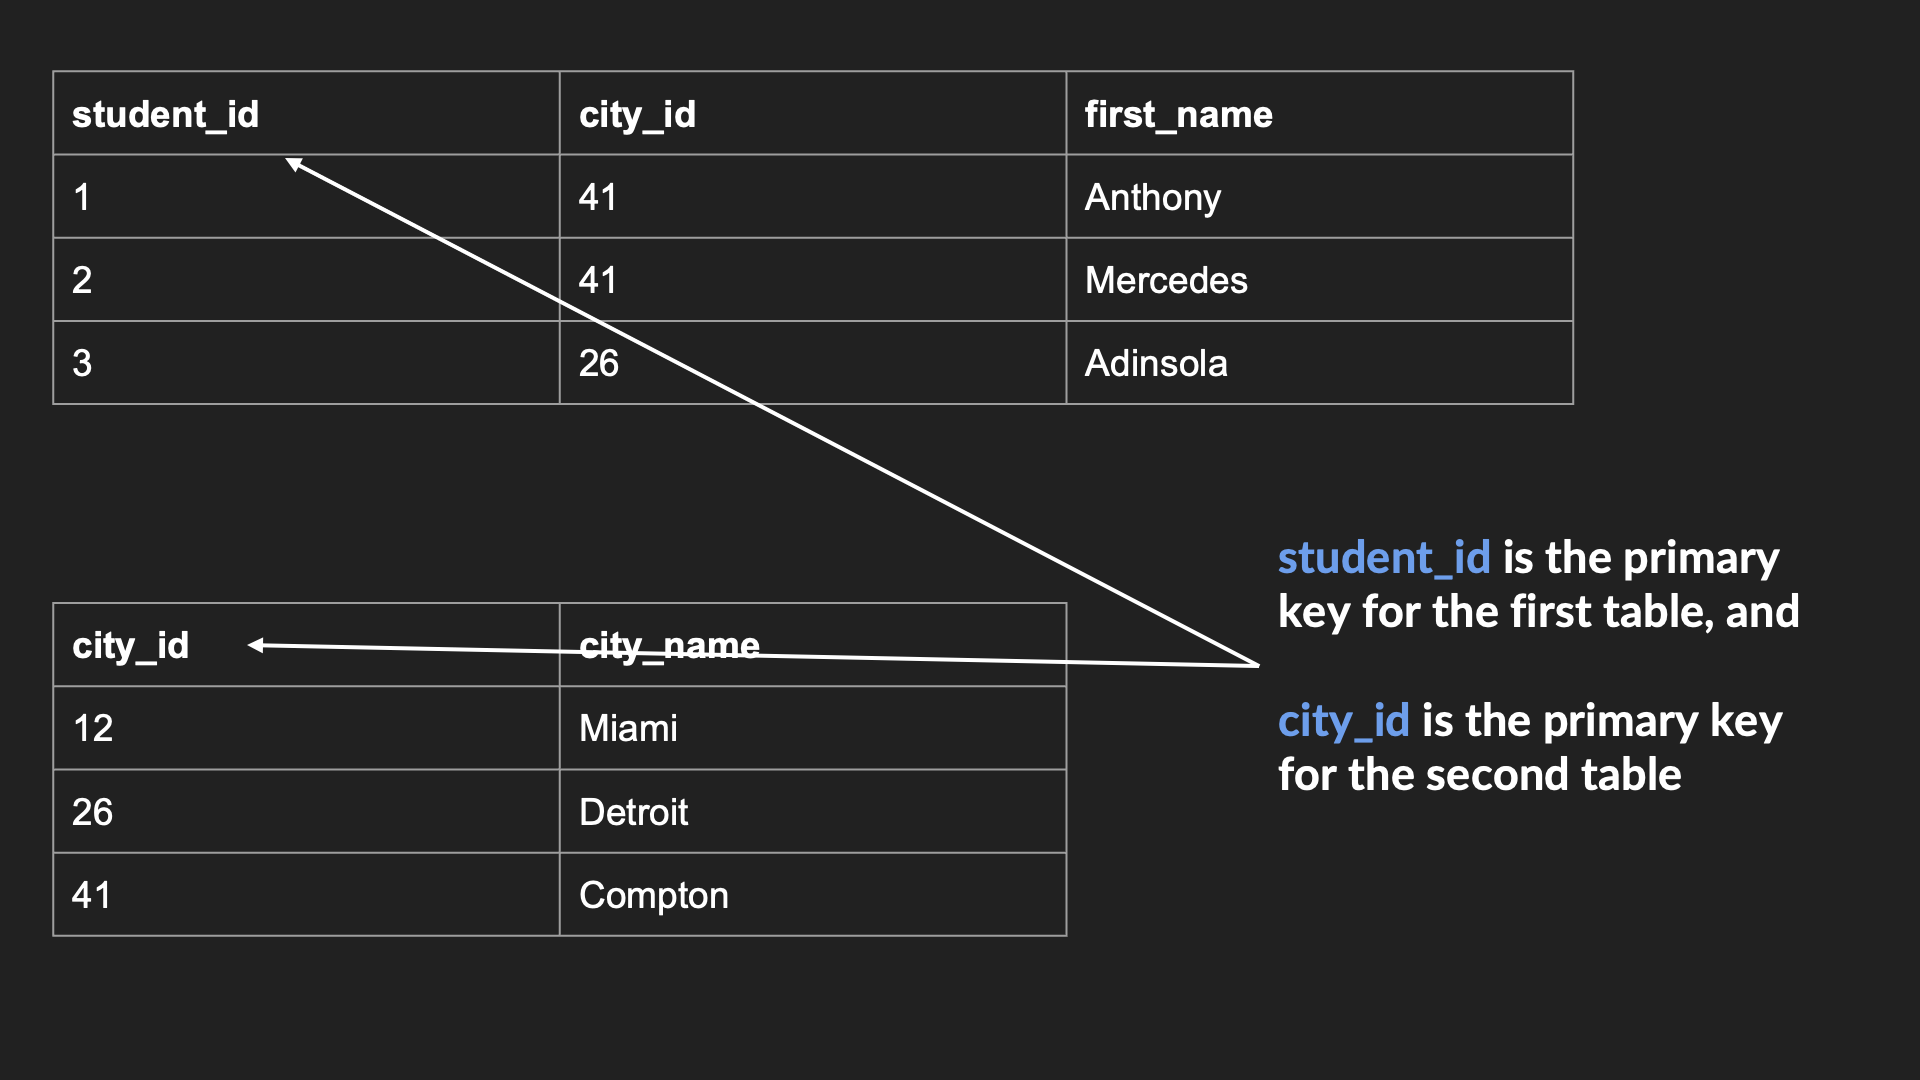 student_id city_id first_name
1 41 Anthony
2 41 Mercedes
3 26 Adinsola
city_id city_name
12 Miami
26 Detroit
41 Compton
student_id is the primary
key for the first table, and
city_id is the primary key
for the second table